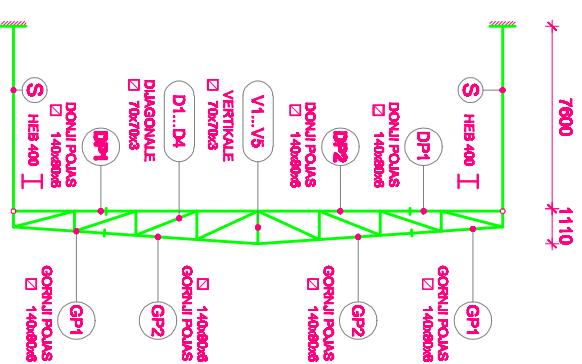 7600
1110
S
HEB 400
S
HEB 400
DONJI POJAS
140x80x6
DP1
DIJAGONALE
70x70x3
D1...D4
VERTIKALE
70x70x3
V1...V5
DONJI POJAS
140x80x6
DP2
DONJI POJAS
140x80x6
DP1
GP1
GORNJI POJAS
140x80x6
GP2
GORNJI POJAS
140x80x6
GP2
GORNJI POJAS
140x80x6
GP1
GORNJI POJAS
140x80x6